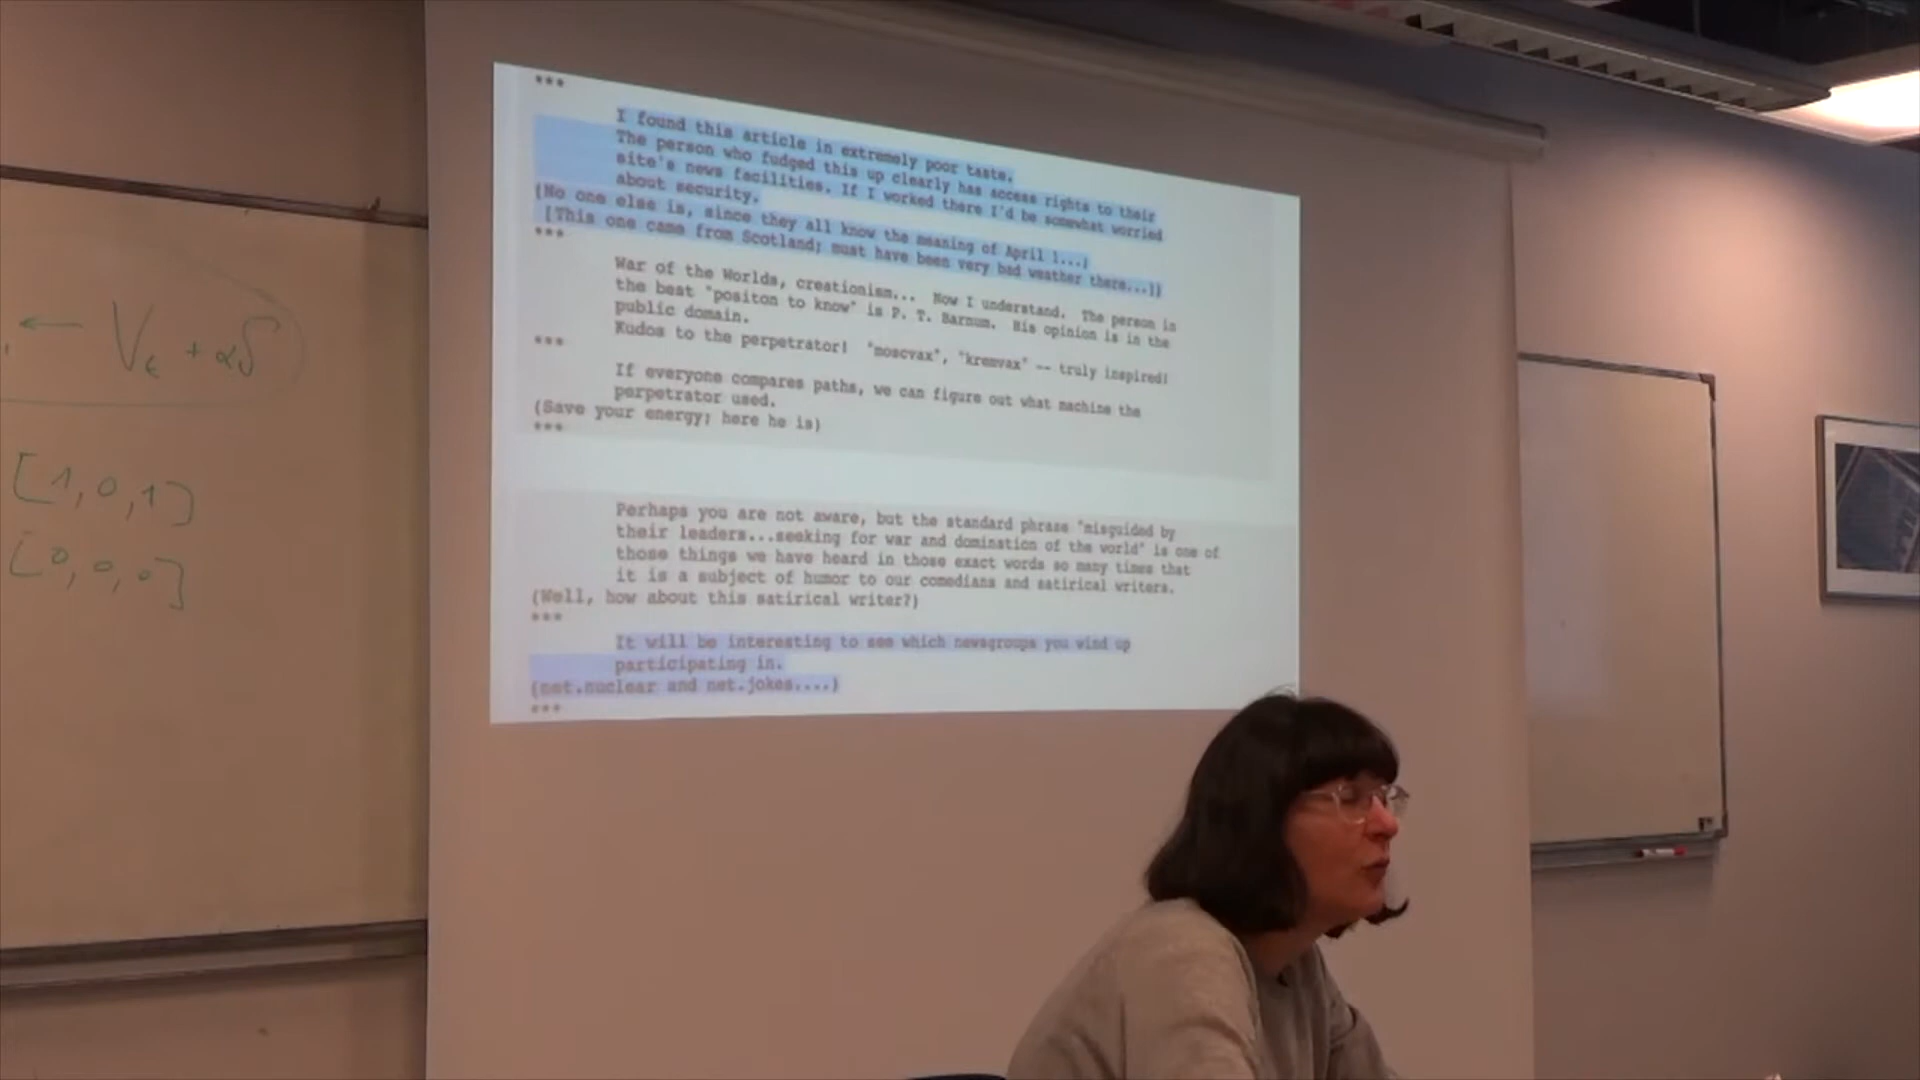 ***
I found this article in extremely poor taste.
The person who fudged this up clearly has access rights to their
site's news facilities. If I worked there I'd be somewhat worried
about security.
(No one else is, since they all know the meaning of April 1...)
[This one came from Scotland; must have been very bad weather there...])
***
War of the Worlds, creationism... Now I understand. The person in
the best "positon to know" is P. T. Barnum. His opinion is in the
public domain.
Kudos to the perpetrator! "moscvax", "kremvax" -- truly inspired!
***
If everyone compares paths, we can figure out what machine the
perpetrator used.
(Save your energy; here he is)
***
Perhaps you are not aware, but the standard phrase "misguided by
their leaders...seeking for war and domination of the world" is one of
those things we have heard in those exact words so many times that
it is a subject of humor to our comedians and satirical writers.
(Well, how about this satirical writer?)
***
It will be interesting to see which newsgroups you wind up
participating in.
(net.nuclear and net.jokes....)
***
← V_t + αδ
[1,0,1]
[0,0,0]